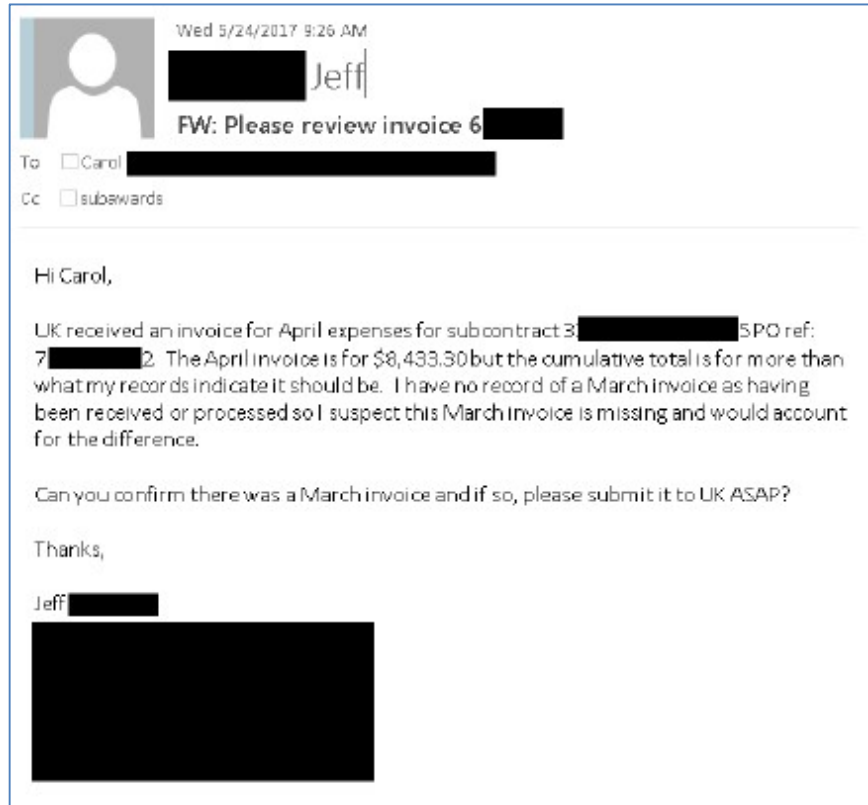 Wed 5/24/2017 9:26 AM
Jeff
FW: Please review invoice 6
To Carol
Cc subawards
Hi Carol,
UK received an invoice for April expenses for subcontract 3 5 PO ref:
7 2. The April invoice is for $8,433.30 but the cumulative total is for more than
what my records indicate it should be. I have no record of a March invoice as having
been received or processed so I suspect this March invoice is missing and would account
for the difference.
Can you confirm there was a March invoice and if so, please submit it to UK ASAP?
Thanks,
Jeff